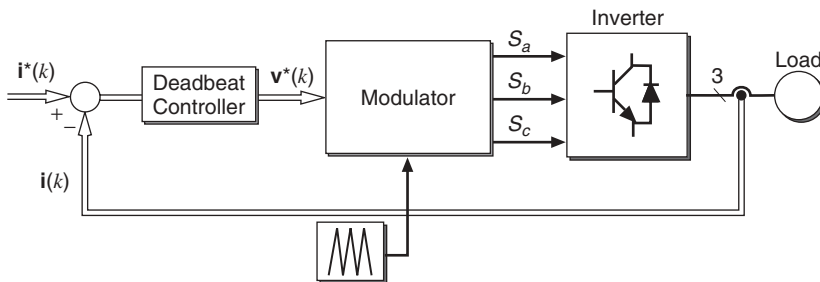 Inverter
i*(k)
+
−
Deadbeat
Controller
v*(k)
Modulator
Sa
Sb
Sc
3
Load
i(k)